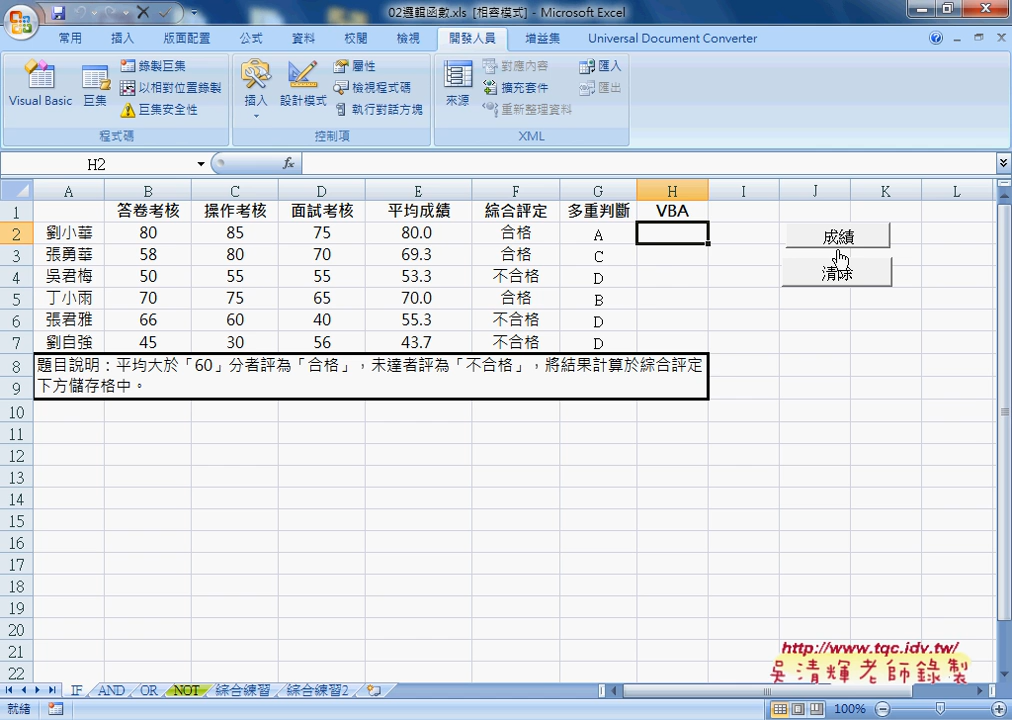 02邏輯函數.xls [相容模式] - Microsoft Excel
常用 插入 版面配置 公式 資料 校閱 檢視 開發人員 增益集 Universal Document Converter
Visual Basic 巨集 錄製巨集 以相對位置錄製 巨集安全性 程式碼
插入 設計模式 屬性 檢視程式碼 執行對話方塊 控制項
來源 對應內容 擴充套件 重新整理資料 匯入 匯出 XML
H2 fx
A B C D E F G H I J K L
1 答卷考核 操作考核 面試考核 平均成績 綜合評定 多重判斷 VBA
2 劉小華 80 85 75 80.0 合格 A 成績
3 張勇華 58 80 70 69.3 合格 C
4 吳君梅 50 55 55 53.3 不合格 D 清除
5 丁小雨 70 75 65 70.0 合格 B
6 張君雅 66 60 40 55.3 不合格 D
7 劉自強 45 30 56 43.7 不合格 D
8 題目說明：平均大於「60」分者評為「合格」，未達者評為「不合格」，將結果計算於綜合評定
9 下方儲存格中。
10
11
12
13
14
15
16
17
18
19
20
21
22
http://www.tqc.idv.tw/
吳清輝老師錄製
IF AND OR NOT 綜合練習 綜合練習2
就緒 100%